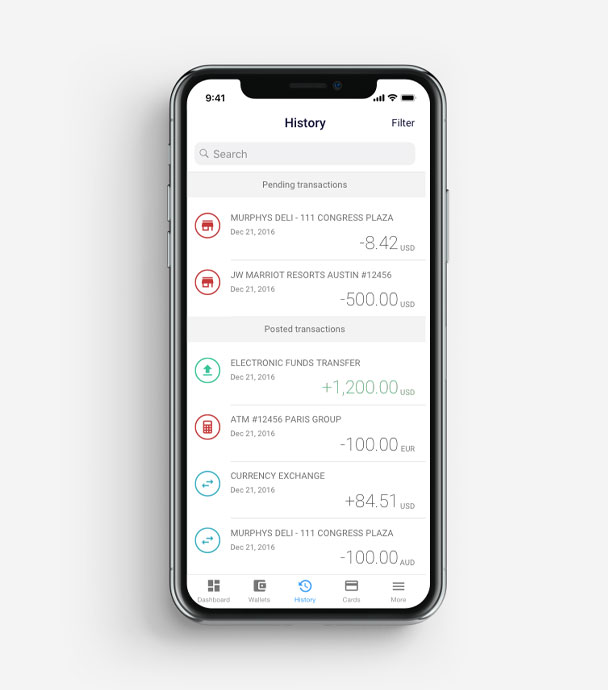 9:41
History
Filter
Search
Pending transactions
MURPHYS DELI - 111 CONGRESS PLAZA
Dec 21, 2016
-8.42 USD
JW MARRIOT RESORTS AUSTIN #12456
Dec 21, 2016
-500.00 USD
Posted transactions
ELECTRONIC FUNDS TRANSFER
Dec 21, 2016
+1,200.00 USD
ATM #12456 PARIS GROUP
Dec 21, 2016
-100.00 EUR
CURRENCY EXCHANGE
Dec 21, 2016
+84.51 USD
MURPHYS DELI - 111 CONGRESS PLAZA
Dec 21, 2016
-100.00 AUD
Dashboard Wallets History Cards More